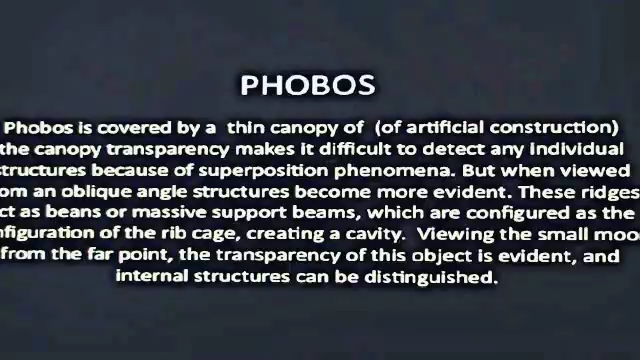 PHOBOS
Phobos is covered by a thin canopy of (of artificial construction)
the canopy transparency makes it difficult to detect any individual
structures because of superposition phenomena. But when viewed
om an oblique angle structures become more evident. These ridges
ct as beans or massive support beams, which are configured as the
nfiguration of the rib cage, creating a cavity. Viewing the small moo
from the far point, the transparency of this object is evident, and
internal structures can be distinguished.